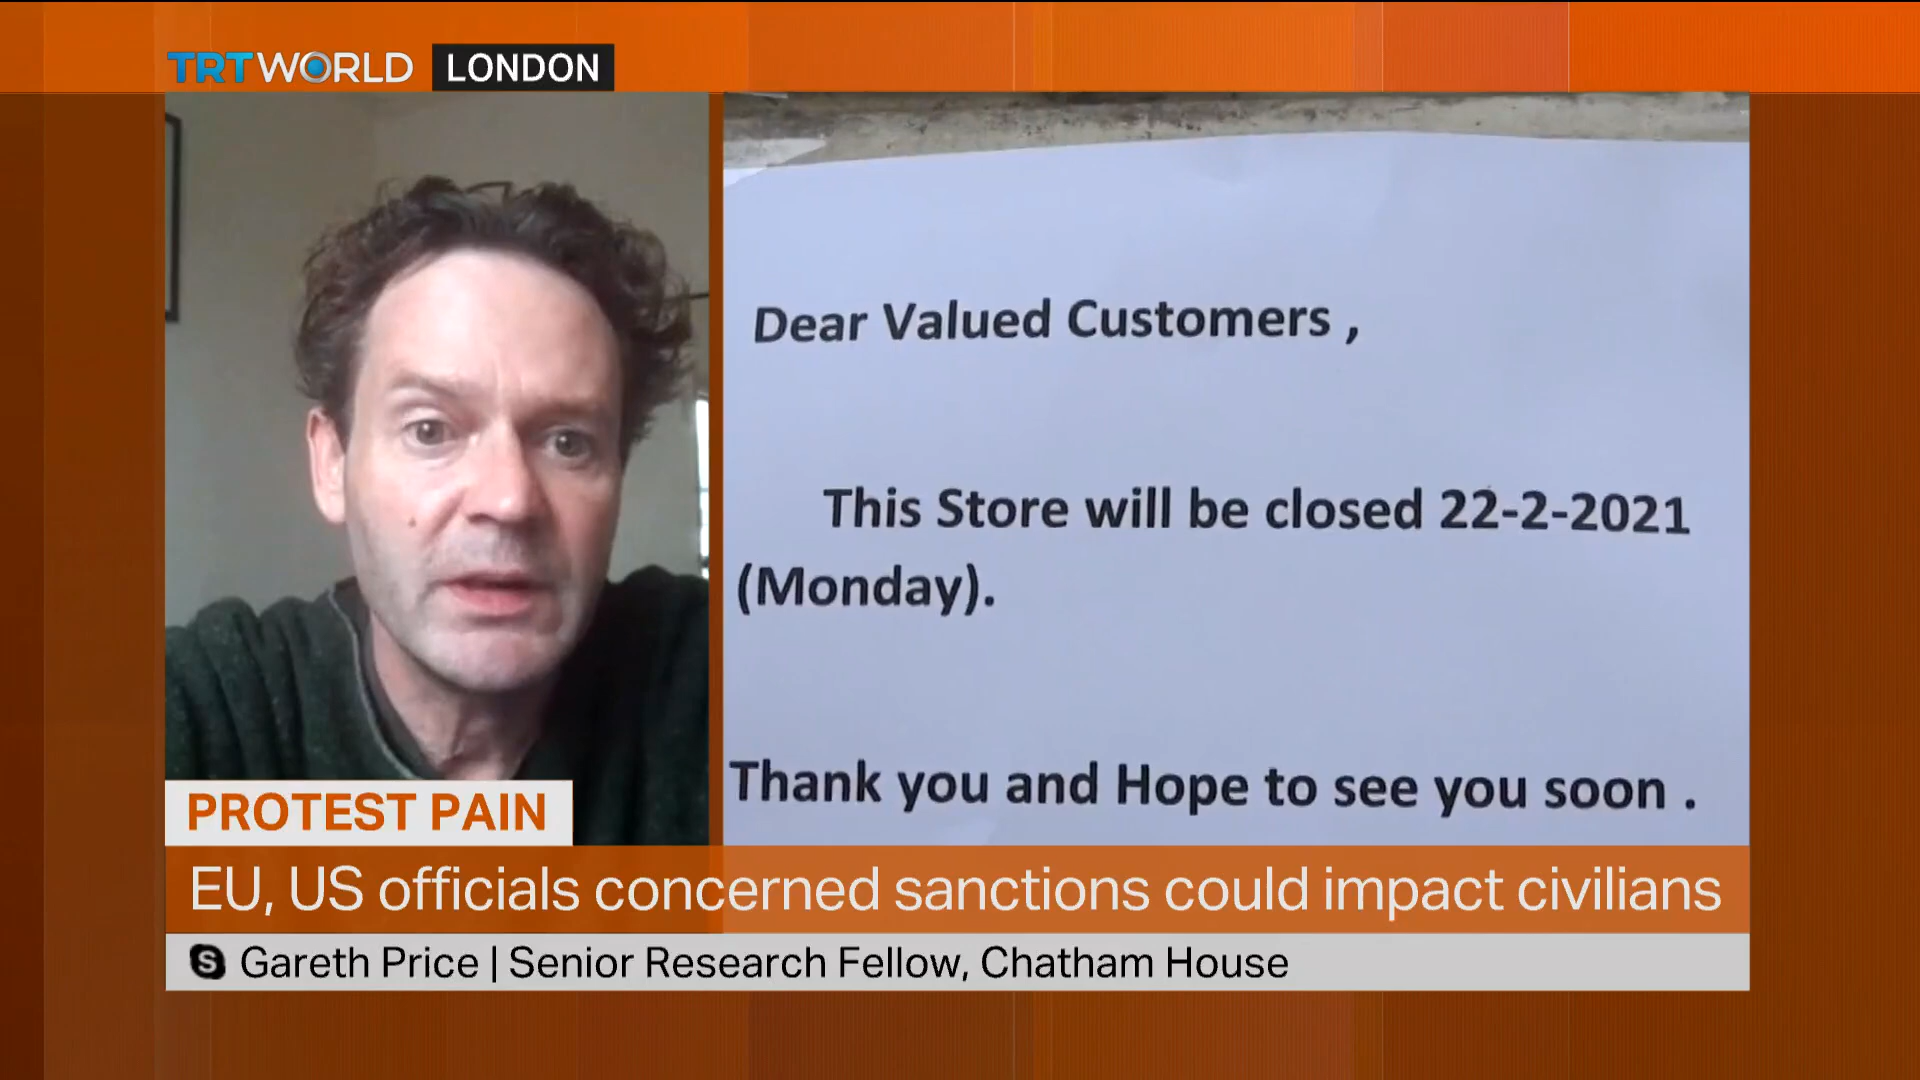 TRT WORLD LONDON
Dear Valued Customers ,
This Store will be closed 22-2-2021
(Monday).
Thank you and Hope to see you soon .
PROTEST PAIN
EU, US officials concerned sanctions could impact civilians
Gareth Price | Senior Research Fellow, Chatham House